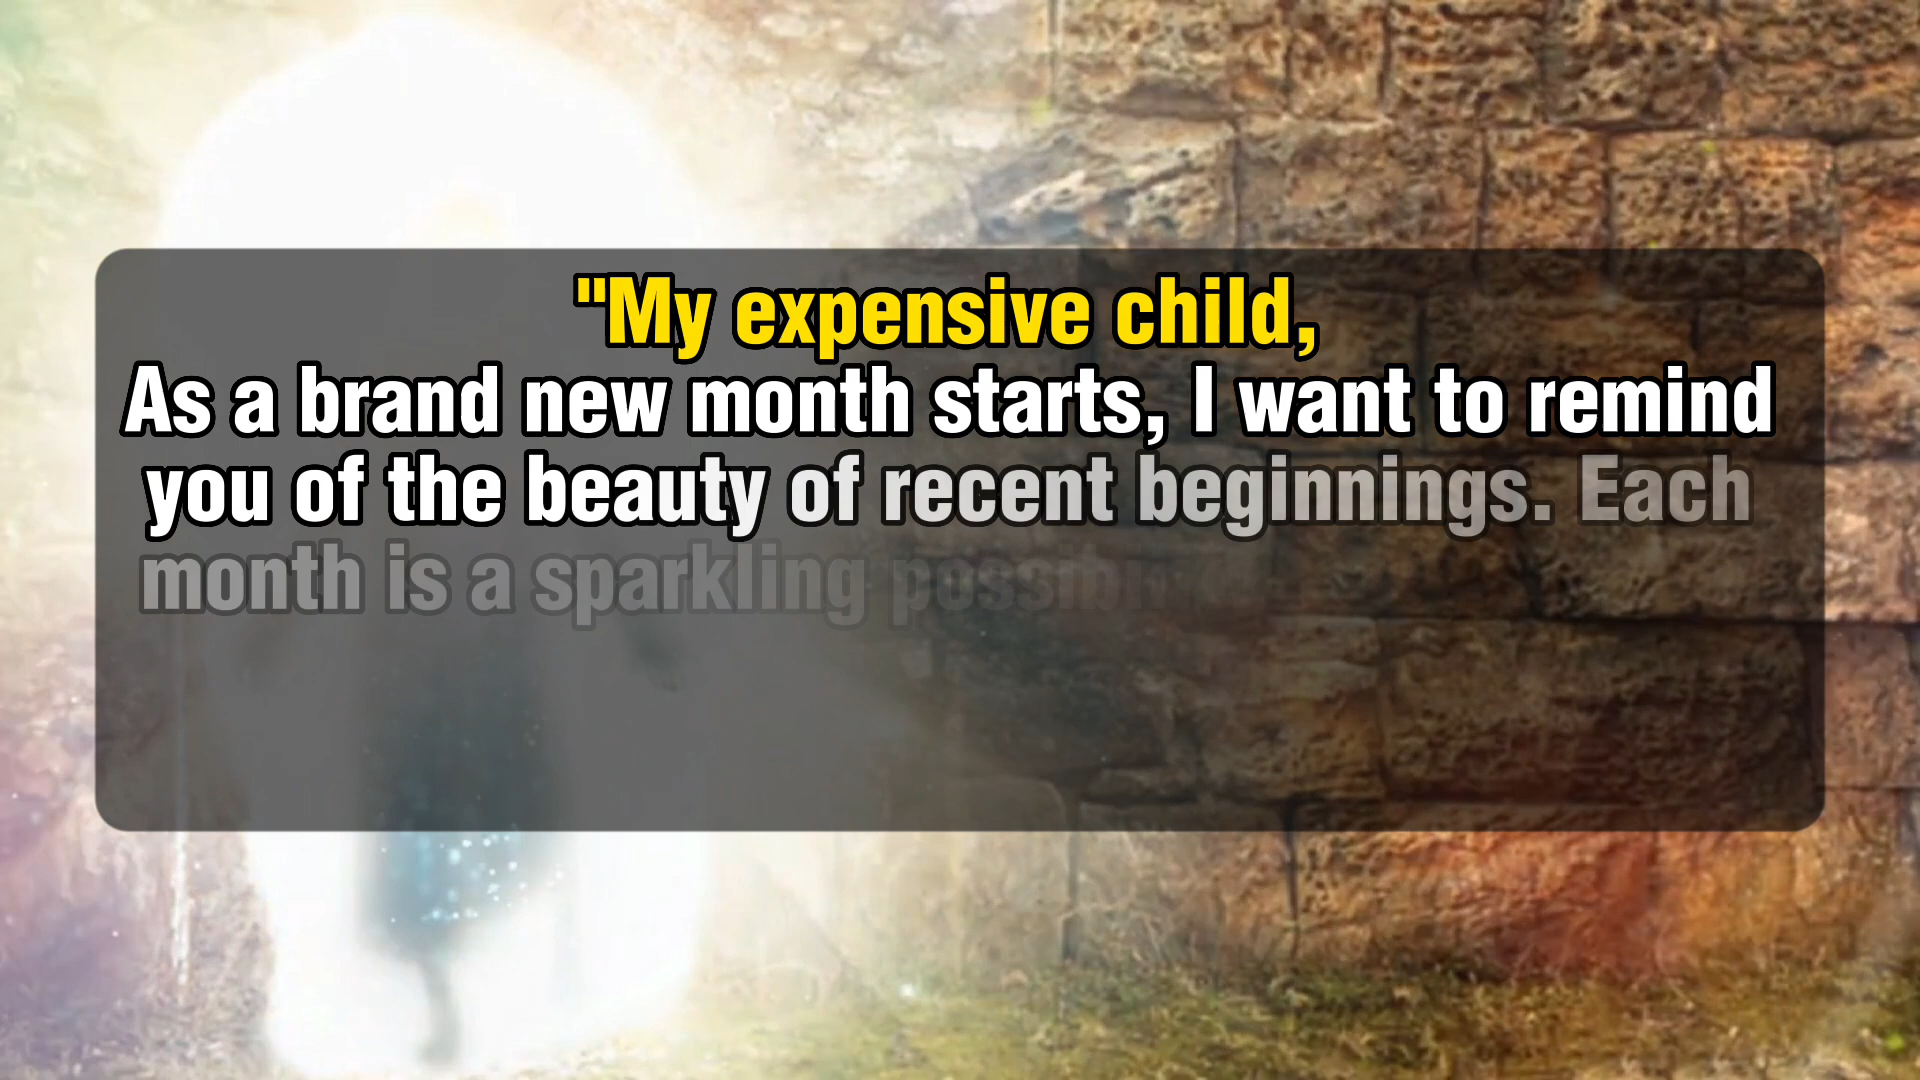 "My expensive child,
As a brand new month starts, I want to remind
you of the beauty of recent beginnings. Each
month is a sparkling